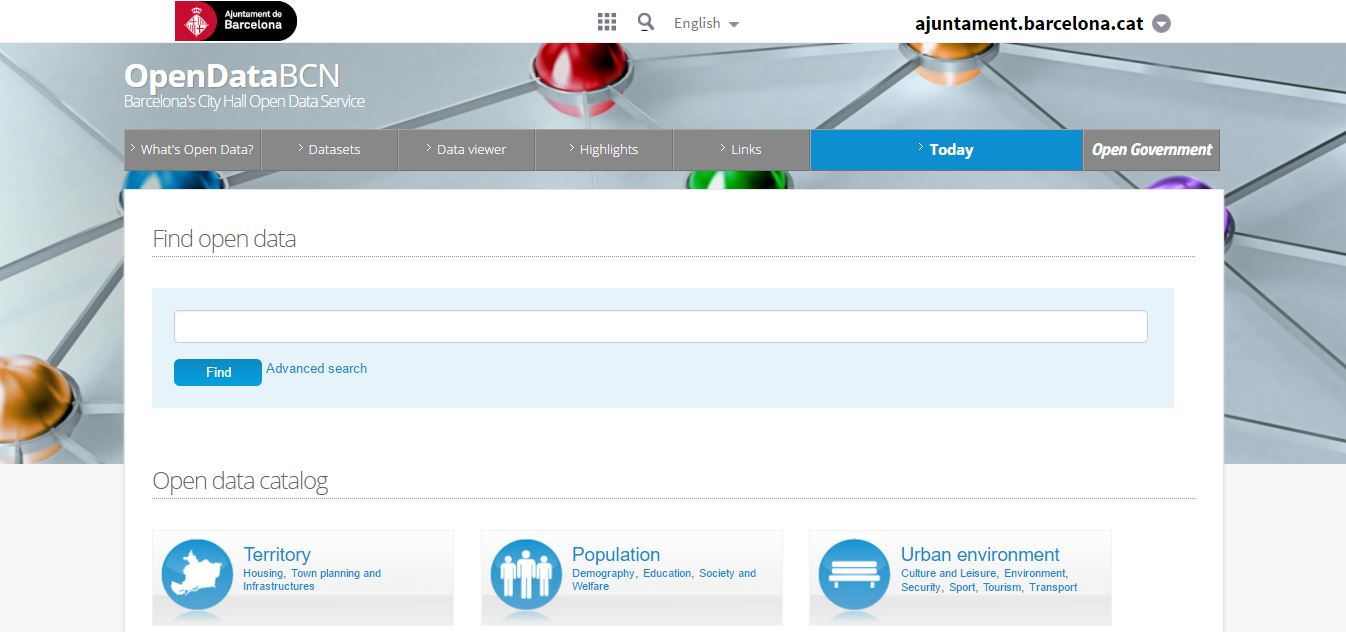 Ajuntament de
Barcelona
English
ajuntament.barcelona.cat
OpenDataBCN
Barcelona's City Hall Open Data Service
What's Open Data?
Datasets
Data viewer
Highlights
Links
Today
Open Government
Find open data
Find
Advanced search
Open data catalog
Territory
Housing, Town planning and
Infrastructures
Population
Demography, Education, Society and
Welfare
Urban environment
Culture and Leisure, Environment,
Security, Sport, Tourism, Transport